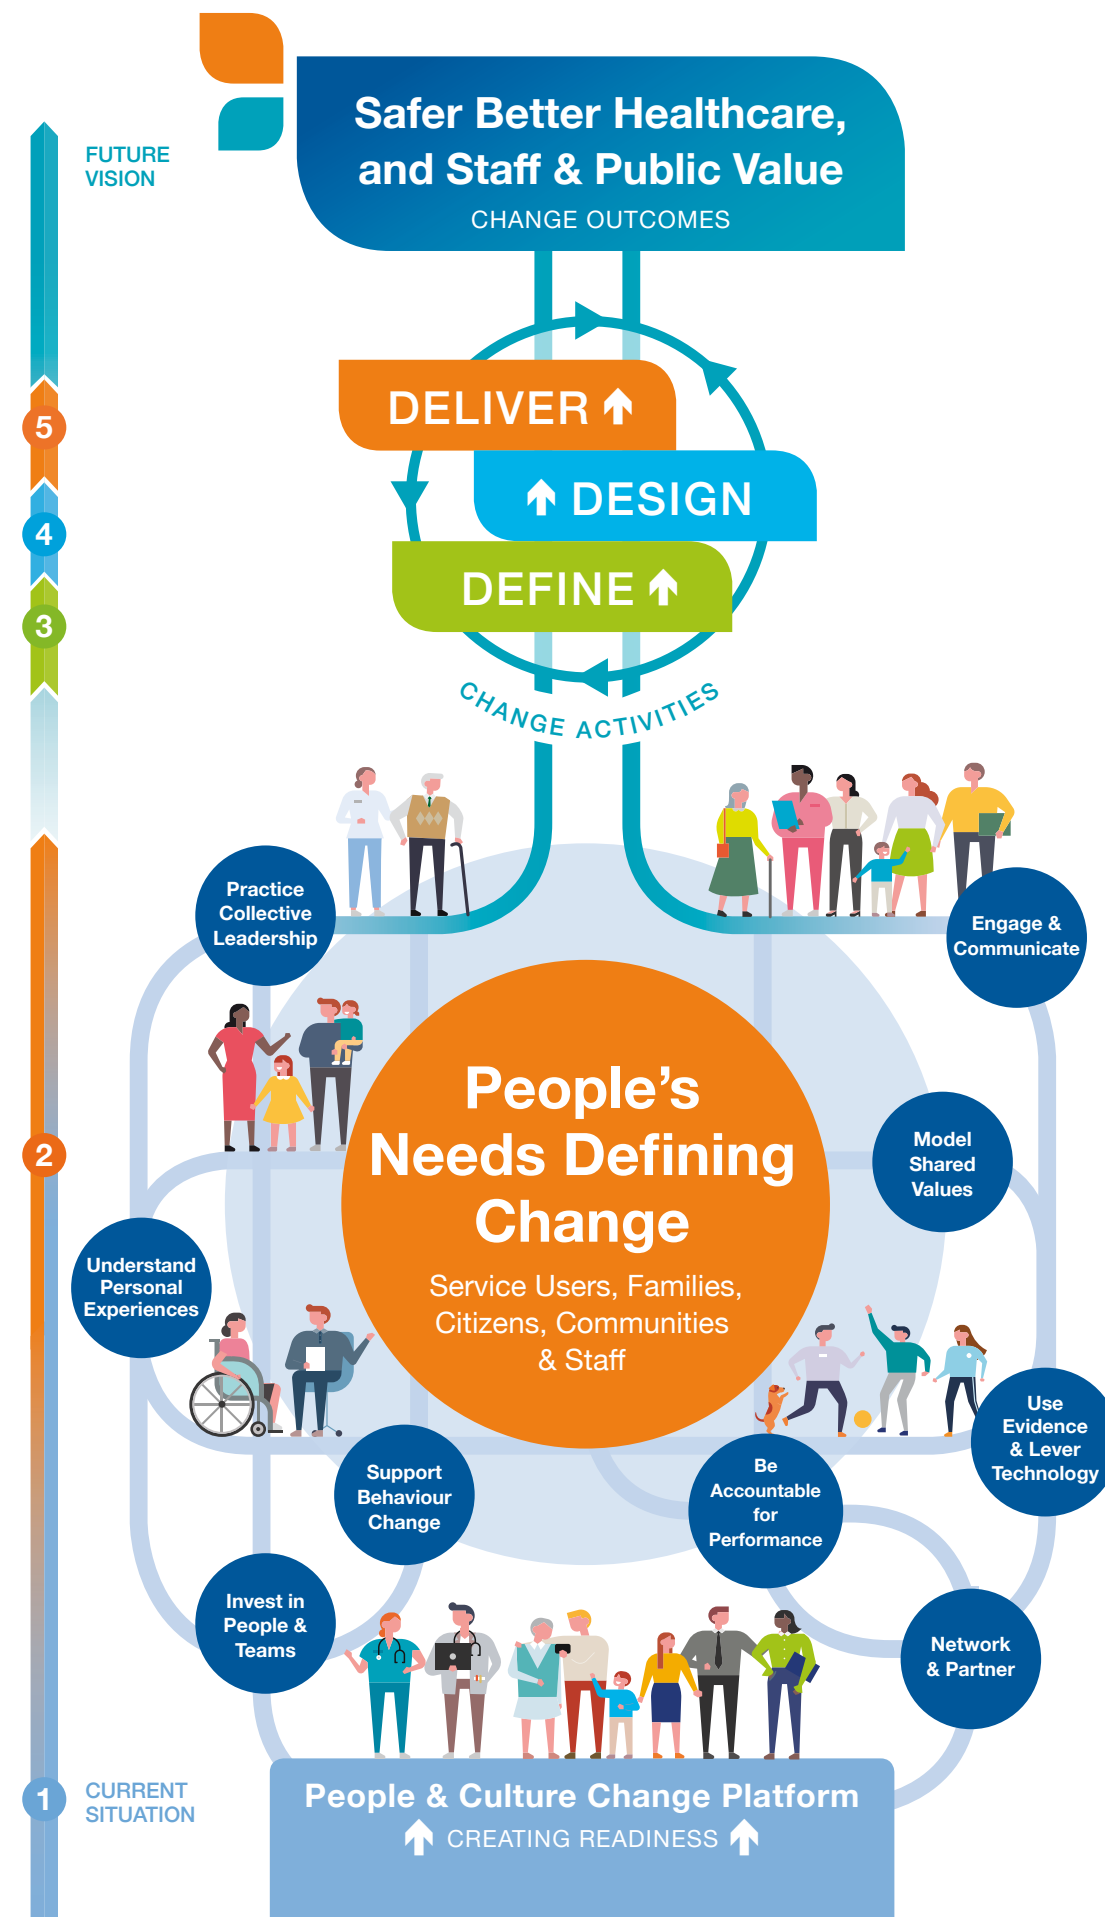 Safer Better Healthcare,
and Staff & Public Value
CHANGE OUTCOMES
FUTURE
VISION
DELIVER
5
DESIGN
4
DEFINE
3
CHANGE ACTIVITIES
Practice
Collective
Leadership
Engage &
Communicate
People’s
Needs Defining
Change
Service Users, Families,
Citizens, Communities
& Staff
Model
Shared
Values
2
Understand
Personal
Experiences
Use
Evidence
& Lever
Technology
Support
Behaviour
Change
Be
Accountable
for
Performance
Invest in
People &
Teams
Network
& Partner
1
CURRENT
SITUATION
People & Culture Change Platform
CREATING READINESS